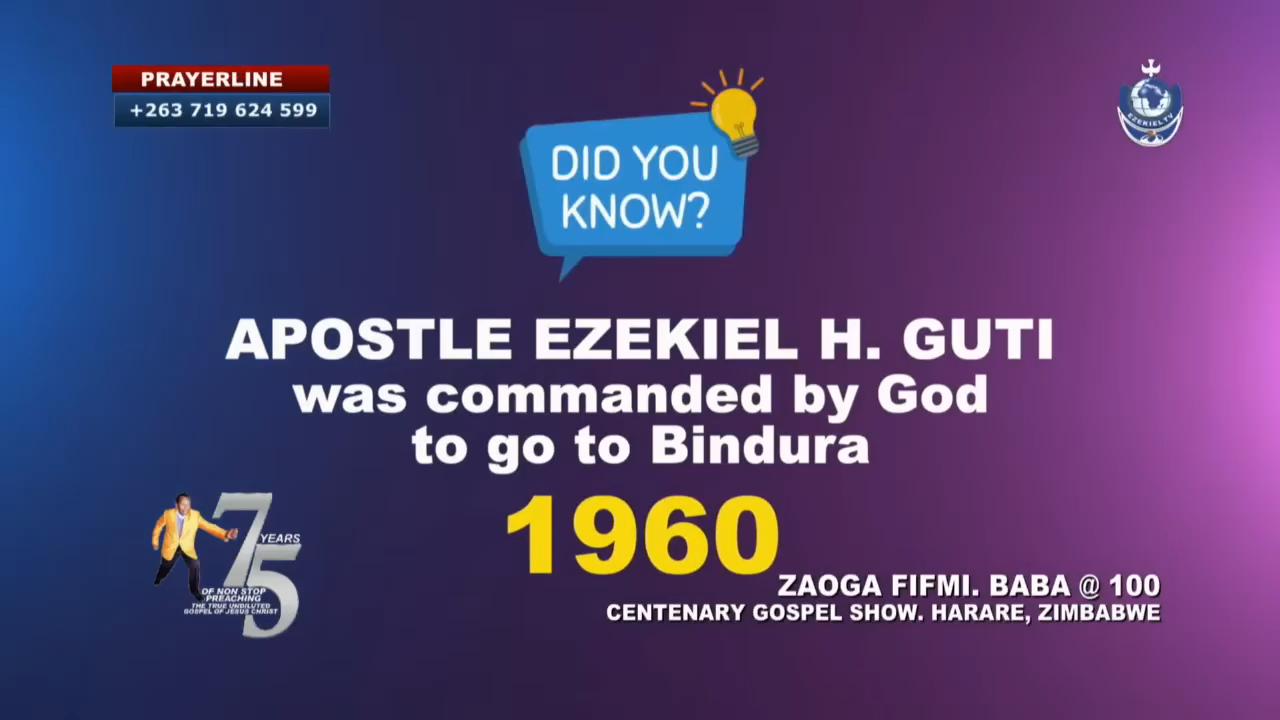 PRAYERLINE
+263 719 624 599
EZEKIEL TV
DID YOU
KNOW?
APOSTLE EZEKIEL H. GUTI
was commanded by God
to go to Bindura
1960
75
YEARS
OF NON STOP
PREACHING
THE TRUE UNDILUTED
GOSPEL OF JESUS CHRIST
ZAOGA FIFMI. BABA @ 100
CENTENARY GOSPEL SHOW. HARARE, ZIMBABWE